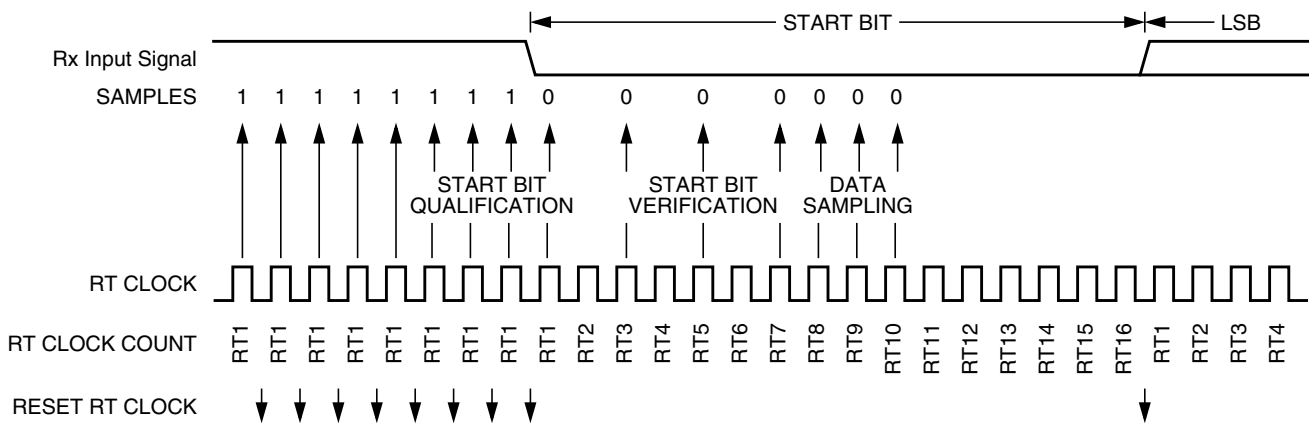 START BIT LSB
Rx Input Signal
SAMPLES 1 1 1 1 1 1 1 1 0 0 0 0 0 0 0
START BIT QUALIFICATION
START BIT VERIFICATION
DATA SAMPLING
RT CLOCK
RT CLOCK COUNT RT1 RT1 RT1 RT1 RT1 RT1 RT1 RT1 RT1 RT2 RT3 RT4 RT5 RT6 RT7 RT8 RT9 RT10 RT11 RT12 RT13 RT14 RT15 RT16 RT1 RT2 RT3 RT4
RESET RT CLOCK